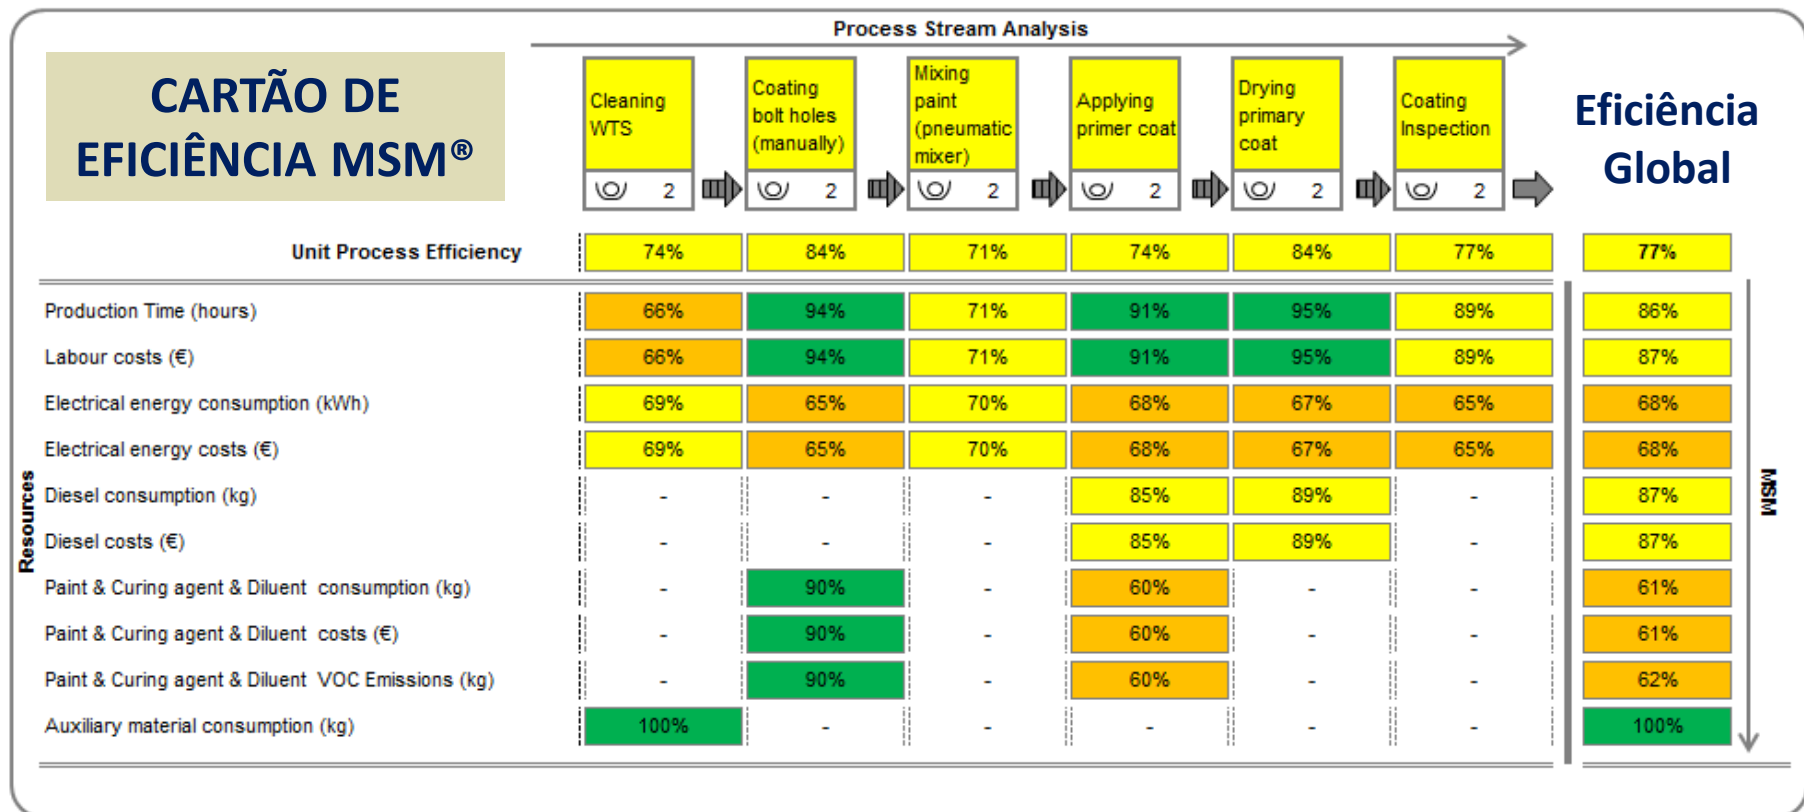 Process Stream Analysis
CARTÃO DE
EFICIÊNCIA MSM®
Cleaning
WTS
2
Coating
bolt holes
(manually)
2
Mixing
paint
(pneumatic
mixer)
2
Applying
primer coat
2
Drying
primary
coat
2
Coating
Inspection
2
Eficiência
Global
Unit Process Efficiency 74% 84% 71% 74% 84% 77% 77%
Resources
MSM
Production Time (hours) 66% 94% 71% 91% 95% 89% 86%
Labour costs (€) 66% 94% 71% 91% 95% 89% 87%
Electrical energy consumption (kWh) 69% 65% 70% 68% 67% 65% 68%
Electrical energy costs (€) 69% 65% 70% 68% 67% 65% 68%
Diesel consumption (kg) - - - 85% 89% - 87%
Diesel costs (€) - - - 85% 89% - 87%
Paint & Curing agent & Diluent consumption (kg) - 90% - 60% - - 61%
Paint & Curing agent & Diluent costs (€) - 90% - 60% - - 61%
Paint & Curing agent & Diluent VOC Emissions (kg) - 90% - 60% - - 62%
Auxiliary material consumption (kg) 100% - - - - - 100%